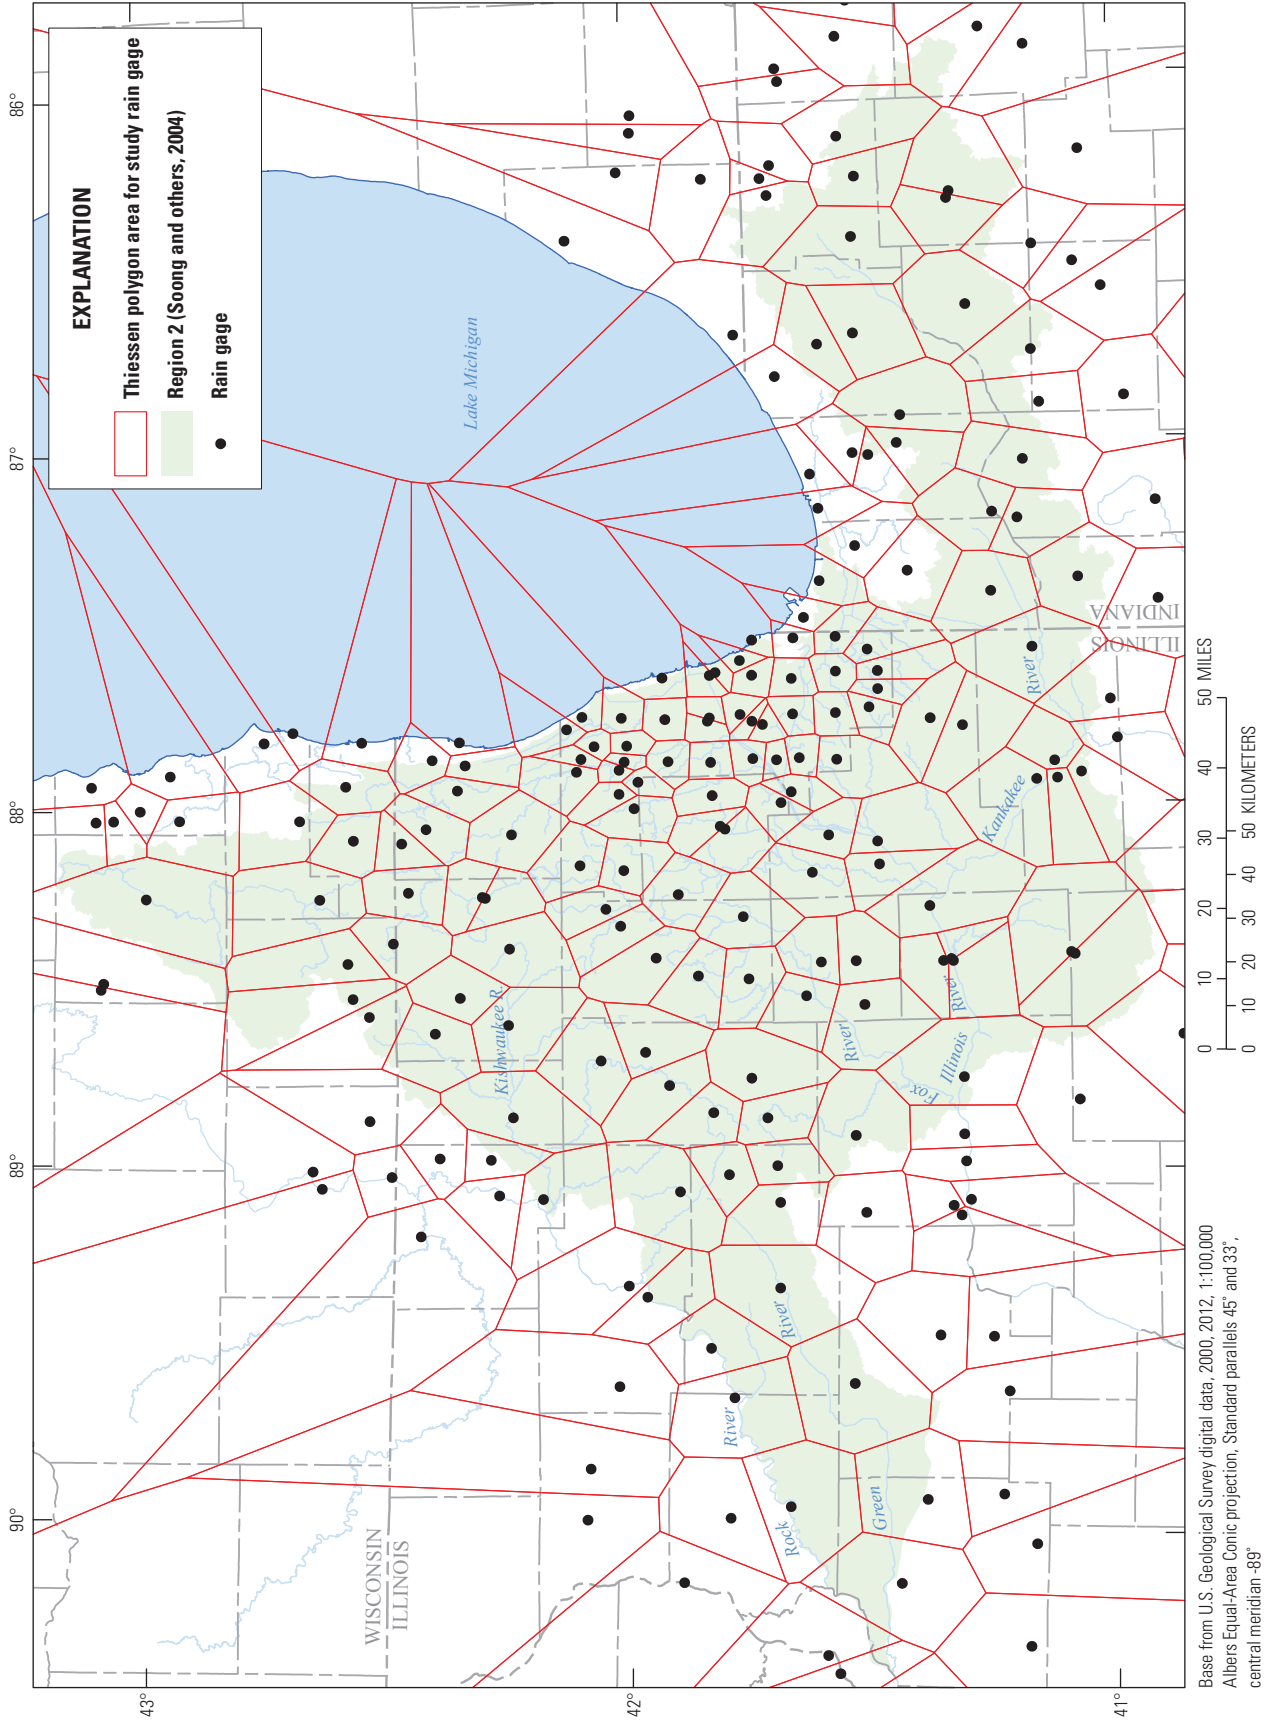 EXPLANATION
Thiessen polygon area for study rain gage
Region 2 (Soong and others, 2004)
Rain gage
86°
87°
88°
89°
90°
43°
42°
41°
Lake Michigan
WISCONSIN
ILLINOIS
ILLINOIS
INDIANA
Kishwaukee R.
Rock
River
Green
River
Fox
River
Illinois
River
Kankakee
River
0 10 20 30 40 50 MILES
0 10 20 30 40 50 KILOMETERS
Base from U.S. Geological Survey digital data, 2000, 2012, 1:100,000
Albers Equal-Area Conic projection, Standard parallels 45° and 33°,
central meridian -89°